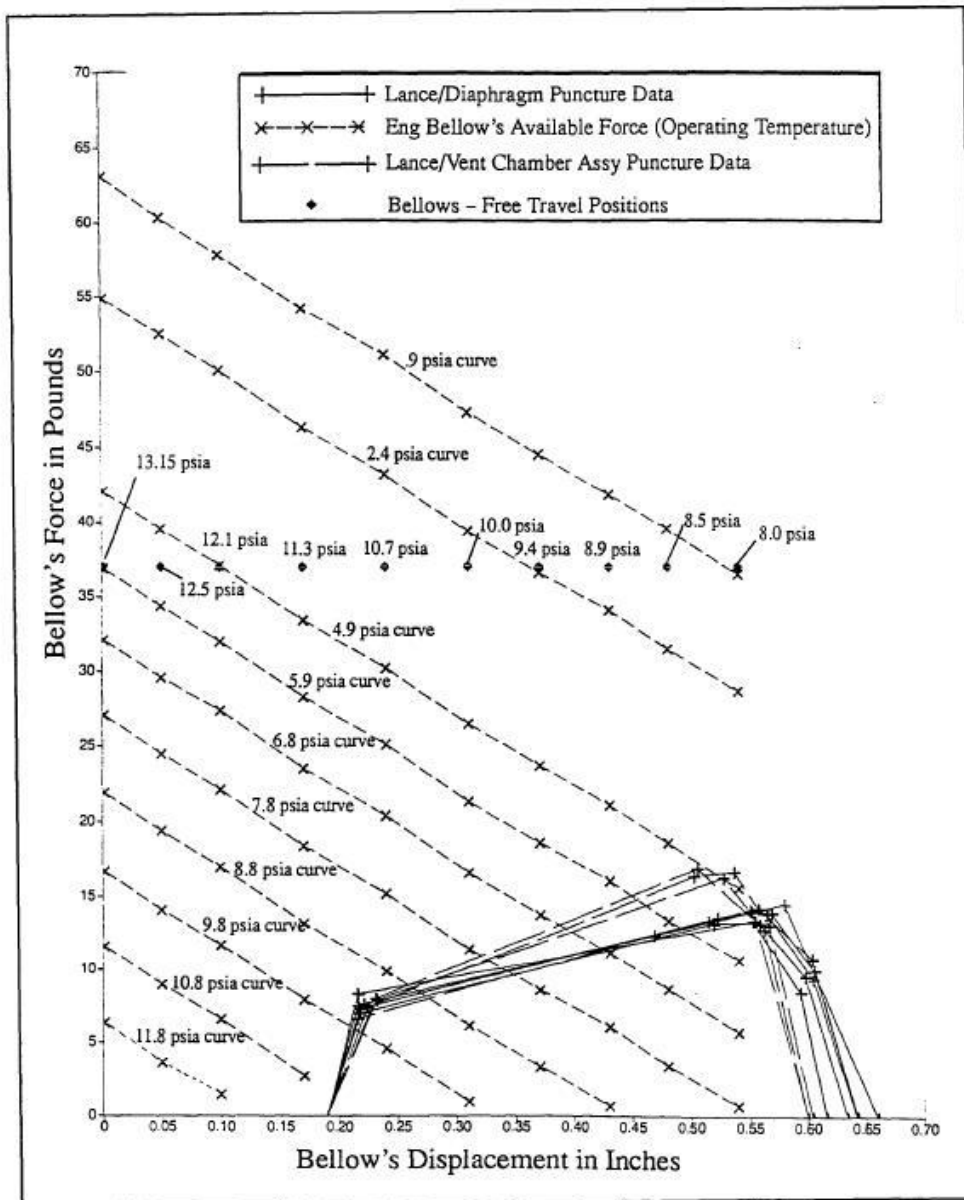 70
65
60
55
50
45
40
35
30
25
20
15
10
5
0
Bellow's Force in Pounds
Lance/Diaphragm Puncture Data
Eng Bellow's Available Force (Operating Temperature)
Lance/Vent Chamber Assy Puncture Data
Bellows – Free Travel Positions
.9 psia curve
2.4 psia curve
13.15 psia
12.5 psia
12.1 psia
11.3 psia
10.7 psia
10.0 psia
9.4 psia
8.9 psia
8.5 psia
8.0 psia
4.9 psia curve
5.9 psia curve
6.8 psia curve
7.8 psia curve
8.8 psia curve
9.8 psia curve
10.8 psia curve
11.8 psia curve
0 0.05 0.10 0.15 0.20 0.25 0.30 0.35 0.40 0.45 0.50 0.55 0.60 0.65 0.70
Bellow's Displacement in Inches